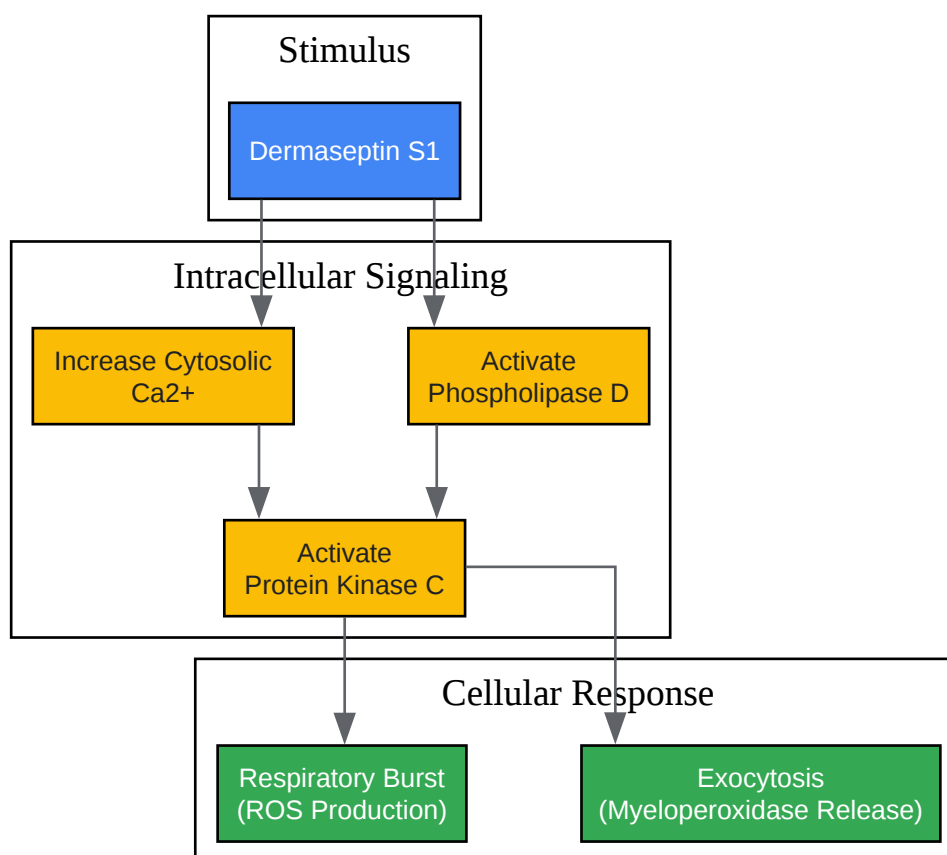 Stimulus
Dermaseptin S1
Intracellular Signaling
Increase Cytosolic
Ca2+
Activate
Phospholipase D
Activate
Protein Kinase C
Cellular Response
Respiratory Burst
(ROS Production)
Exocytosis
(Myeloperoxidase Release)